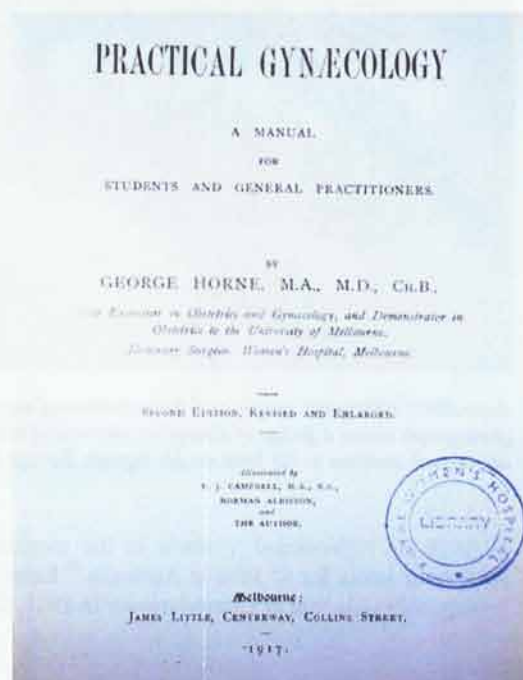 PRACTICAL GYNÆCOLOGY
A MANUAL
FOR
STUDENTS AND GENERAL PRACTITIONERS.
BY
GEORGE HORNE, M.A., M.D., CH.B.,
Examiner in Obstetrics and Gynæcology, and Demonstrator in
Obstetrics to the University of Melbourne,
Surgeon Women's Hospital, Melbourne.
SECOND EDITION, REVISED AND ENLARGED.
Illustrated by
CAMPBELL,
NORMAN ALBISTON,
and
THE AUTHOR.
WOMEN'S HOSPITAL
LIBRARY
Melbourne:
JAMES LITTLE, CENTREWAY, COLLINS STREET.
1917.